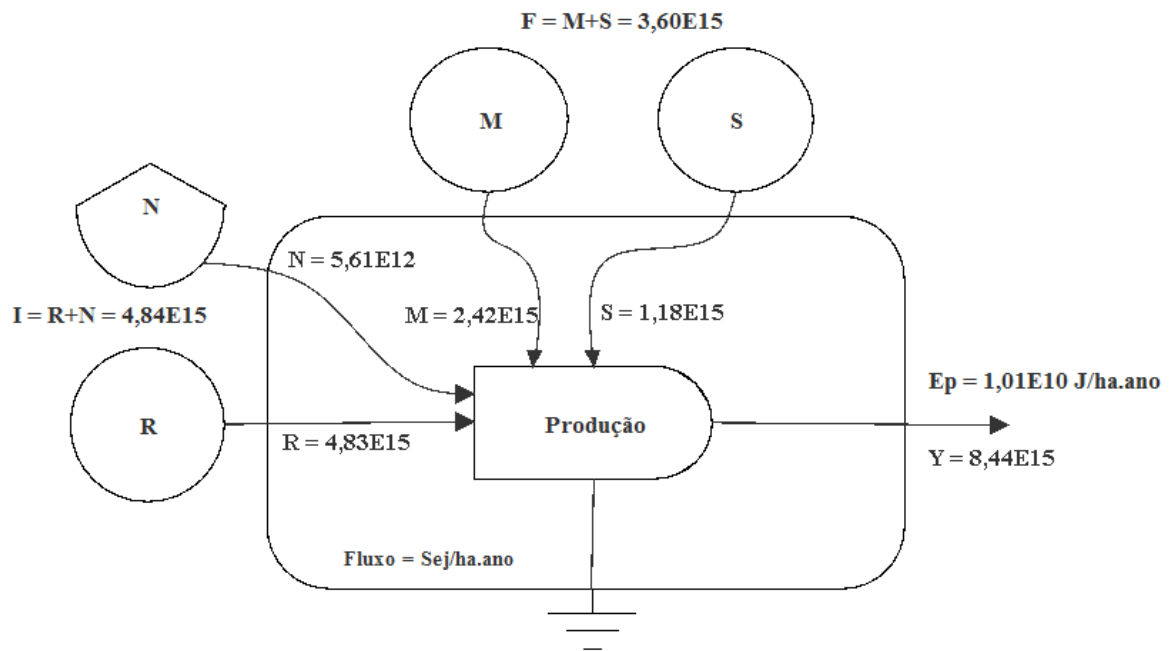 F = M+S = 3,60E15
M
S
N
N = 5,61E12
I = R+N = 4,84E15
M = 2,42E15
S = 1,18E15
Ep = 1,01E10 J/ha.ano
R
Produção
R = 4,83E15
Y = 8,44E15
Fluxo = Sej/ha.ano